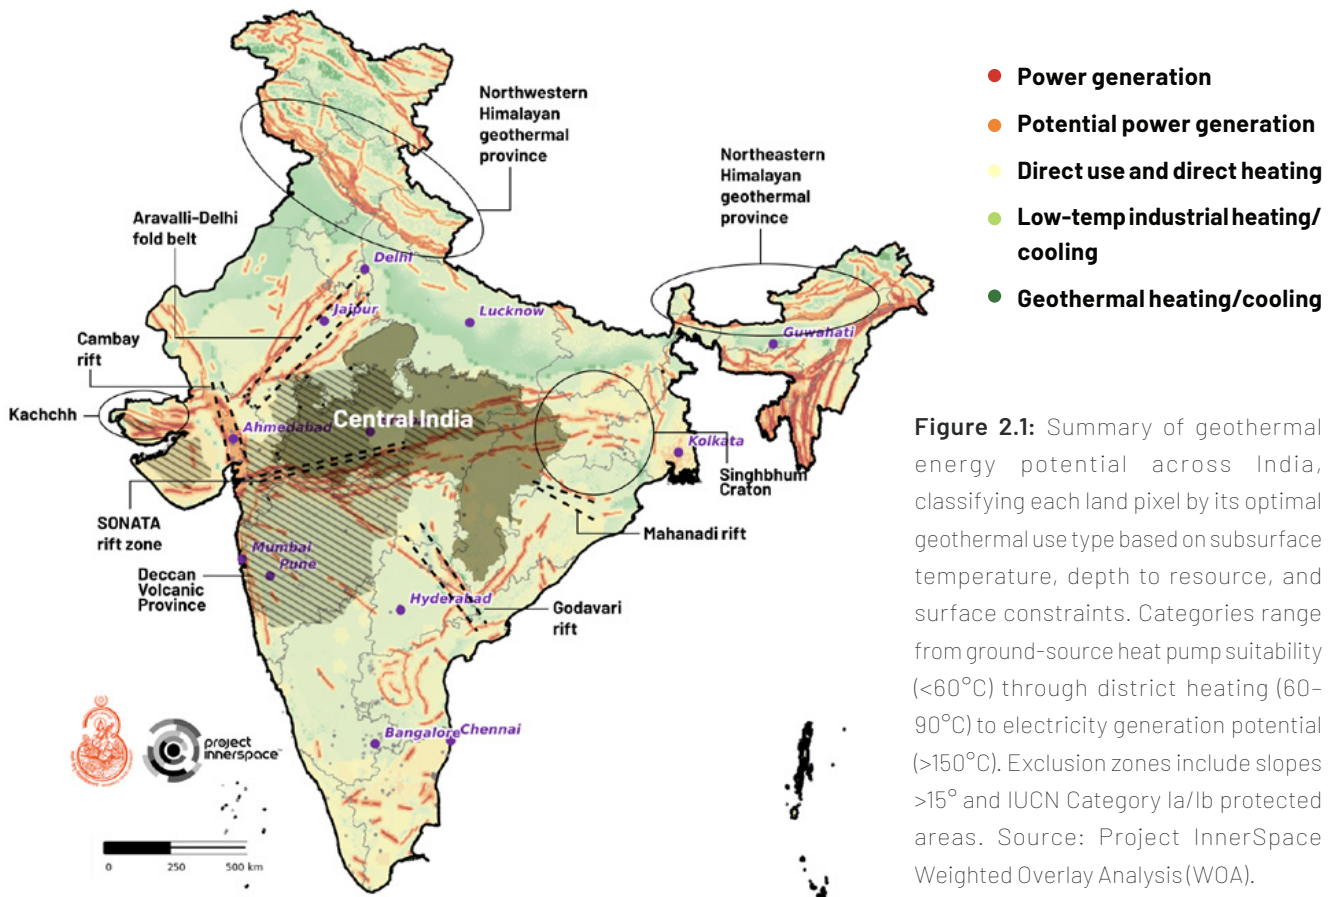 Northwestern
Himalayan
geothermal
province
Northeastern
Himalayan
geothermal
province
Aravalli-Delhi
fold belt
Delhi
Jaipur
Lucknow
Guwahati
Cambay
rift
Kachchh
Ahmedabad
Central India
Kolkata
Singhbhum
Craton
SONATA
rift zone
Mahanadi rift
Mumbai
Pune
Deccan
Volcanic
Province
Hyderabad
Godavari
rift
Bangalore
Chennai
project
innerspace™
0 250 500 km
Power generation
Potential power generation
Direct use and direct heating
Low-temp industrial heating/
cooling
Geothermal heating/cooling
Figure 2.1: Summary of geothermal
energy potential across India,
classifying each land pixel by its optimal
geothermal use type based on subsurface
temperature, depth to resource, and
surface constraints. Categories range
from ground-source heat pump suitability
(<60°C) through district heating (60–
90°C) to electricity generation potential
(>150°C). Exclusion zones include slopes
>15° and IUCN Category Ia/Ib protected
areas. Source: Project InnerSpace
Weighted Overlay Analysis (WOA).